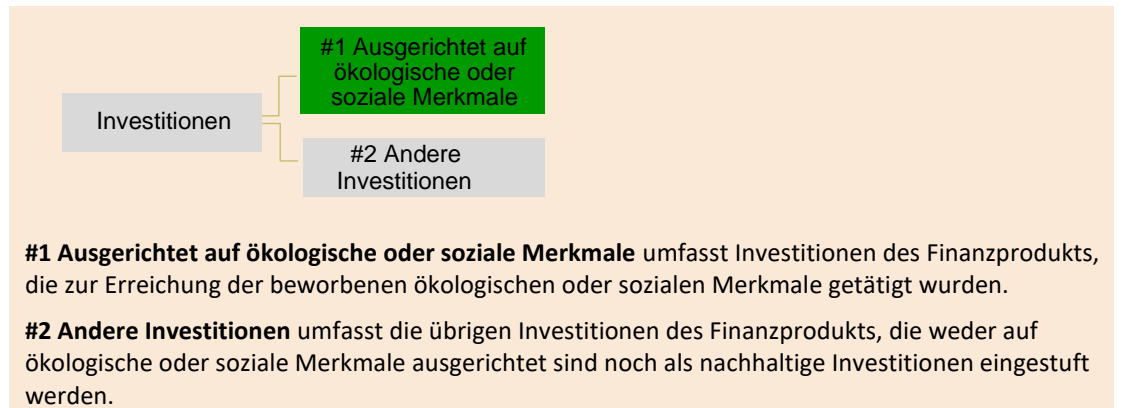 #1 Ausgerichtet auf
ökologische oder
soziale Merkmale
Investitionen
#2 Andere
Investitionen
#1 Ausgerichtet auf ökologische oder soziale Merkmale umfasst Investitionen des Finanzprodukts,
die zur Erreichung der beworbenen ökologischen oder sozialen Merkmale getätigt wurden.
#2 Andere Investitionen umfasst die übrigen Investitionen des Finanzprodukts, die weder auf
ökologische oder soziale Merkmale ausgerichtet sind noch als nachhaltige Investitionen eingestuft
werden.